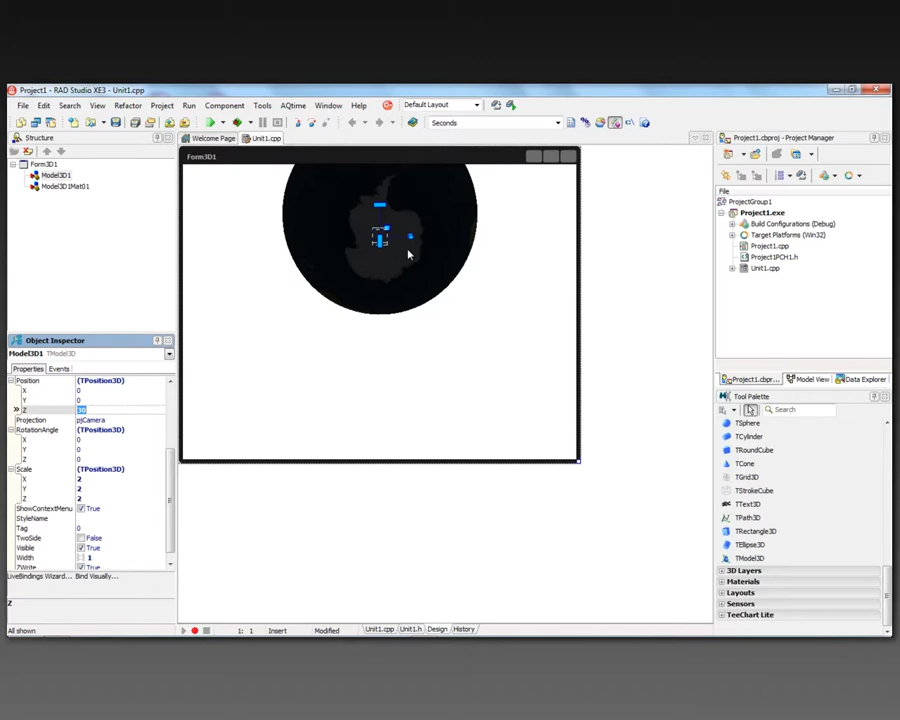 Project1 - RAD Studio XE3 - Unit1.cpp
File Edit Search View Refactor Project Run Component Tools AQtime Window Help Default Layout
Seconds
Structure
Form3D1
Model3D1
Model3D1Mat01
Welcome Page Unit1.cpp
Form3D1
Project1.cbproj - Project Manager
File
ProjectGroup1
Project1.exe
Build Configurations (Debug)
Target Platforms (Win32)
Project1.cpp
Project1PCH1.h
Unit1.cpp
Object Inspector
Model3D1 TModel3D
Properties Events
Position (TPosition3D)
X 0
Y 0
Z 30
Projection pjCamera
RotationAngle (TPosition3D)
X 0
Y 0
Z 0
Scale (TPosition3D)
X 2
Y 2
Z 2
ShowContextMenu True
StyleName
Tag 0
TwoSide False
Visible True
Width 1
ZWrite True
LiveBindings Wizard... Bind Visually...
Z
All shown
1: 1 Insert Modified Unit1.cpp Unit1.h Design History
Project1.cbpr... Model View Data Explorer
Tool Palette
Search
TSphere
TCylinder
TRoundCube
TCone
TGrid3D
TStrokeCube
TText3D
TPath3D
TRectangle3D
TEllipse3D
TModel3D
3D Layers
Materials
Layouts
Sensors
TeeChart Lite